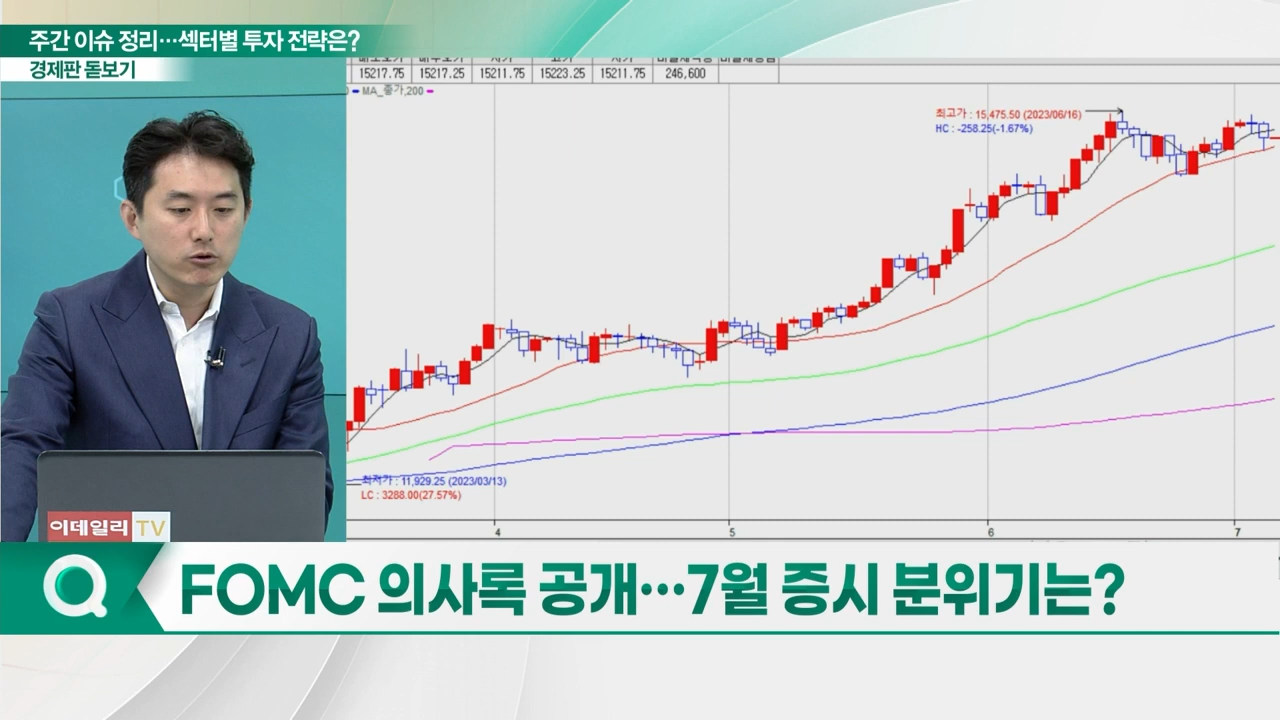 주간 이슈 정리…섹터별 투자 전략은?
경제판 돋보기
15217.75 15217.25 15211.75 15223.25 15211.75 246,600
MA_종가,200
최고가 : 15,475.50 (2023/06/16)
HC : -258.25(-1.67%)
최저가 : 11,929.25 (2023/03/13)
LC : 3288.00(27.57%)
4 5 6 7
이데일리 TV
FOMC 의사록 공개…7월 증시 분위기는?